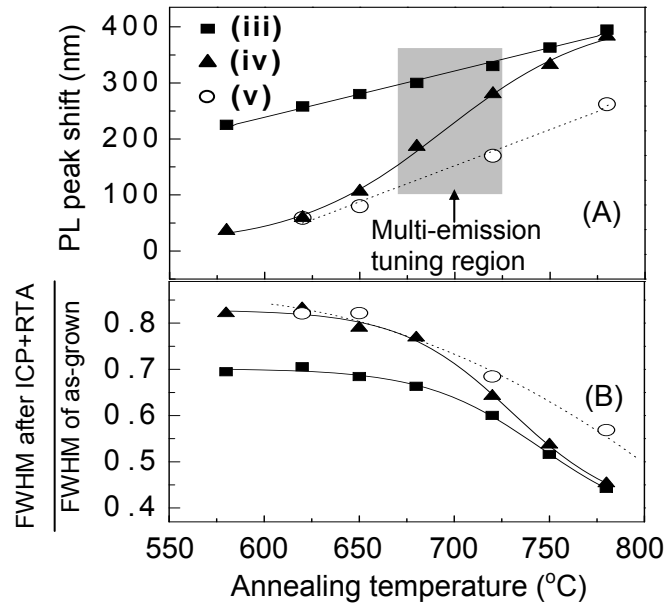 PL peak shift (nm)
400
300
200
100
0
(iii)
(iv)
(v)
(A)
Multi-emission
tuning region
FWHM after ICP+RTA
FWHM of as-grown
0.8
0.7
0.6
0.5
0.4
(B)
550 600 650 700 750 800
Annealing temperature (°C)